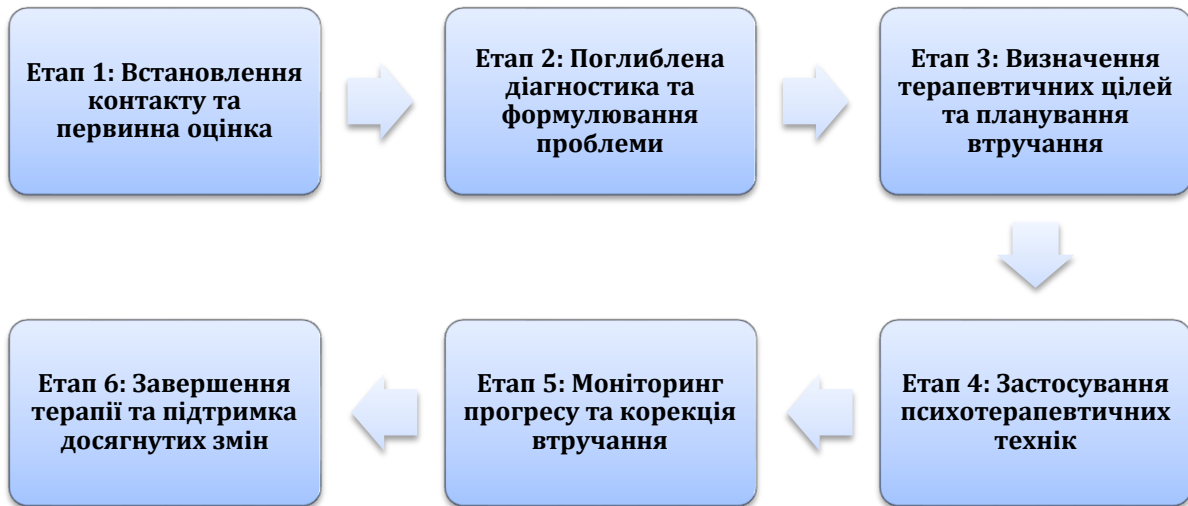 Етап 1: Встановлення
контакту та
первинна оцінка
Етап 2: Поглиблена
діагностика та
формулювання
проблеми
Етап 3: Визначення
терапевтичних цілей
та планування
втручання
Етап 4: Застосування
психотерапевтичних
технік
Етап 5: Моніторинг
прогресу та корекція
втручання
Етап 6: Завершення
терапії та підтримка
досягнутих змін